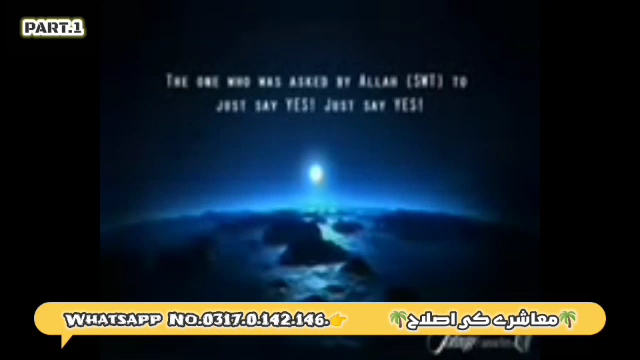 PART.1
THE ONE WHO WAS ASKED BY ALLAH (SWT) TO
JUST SAY YES! JUST SAY YES!
WHATSAPP NO.0317.0.142.146.👉 🌴معاشرے کی اصلاح🌴